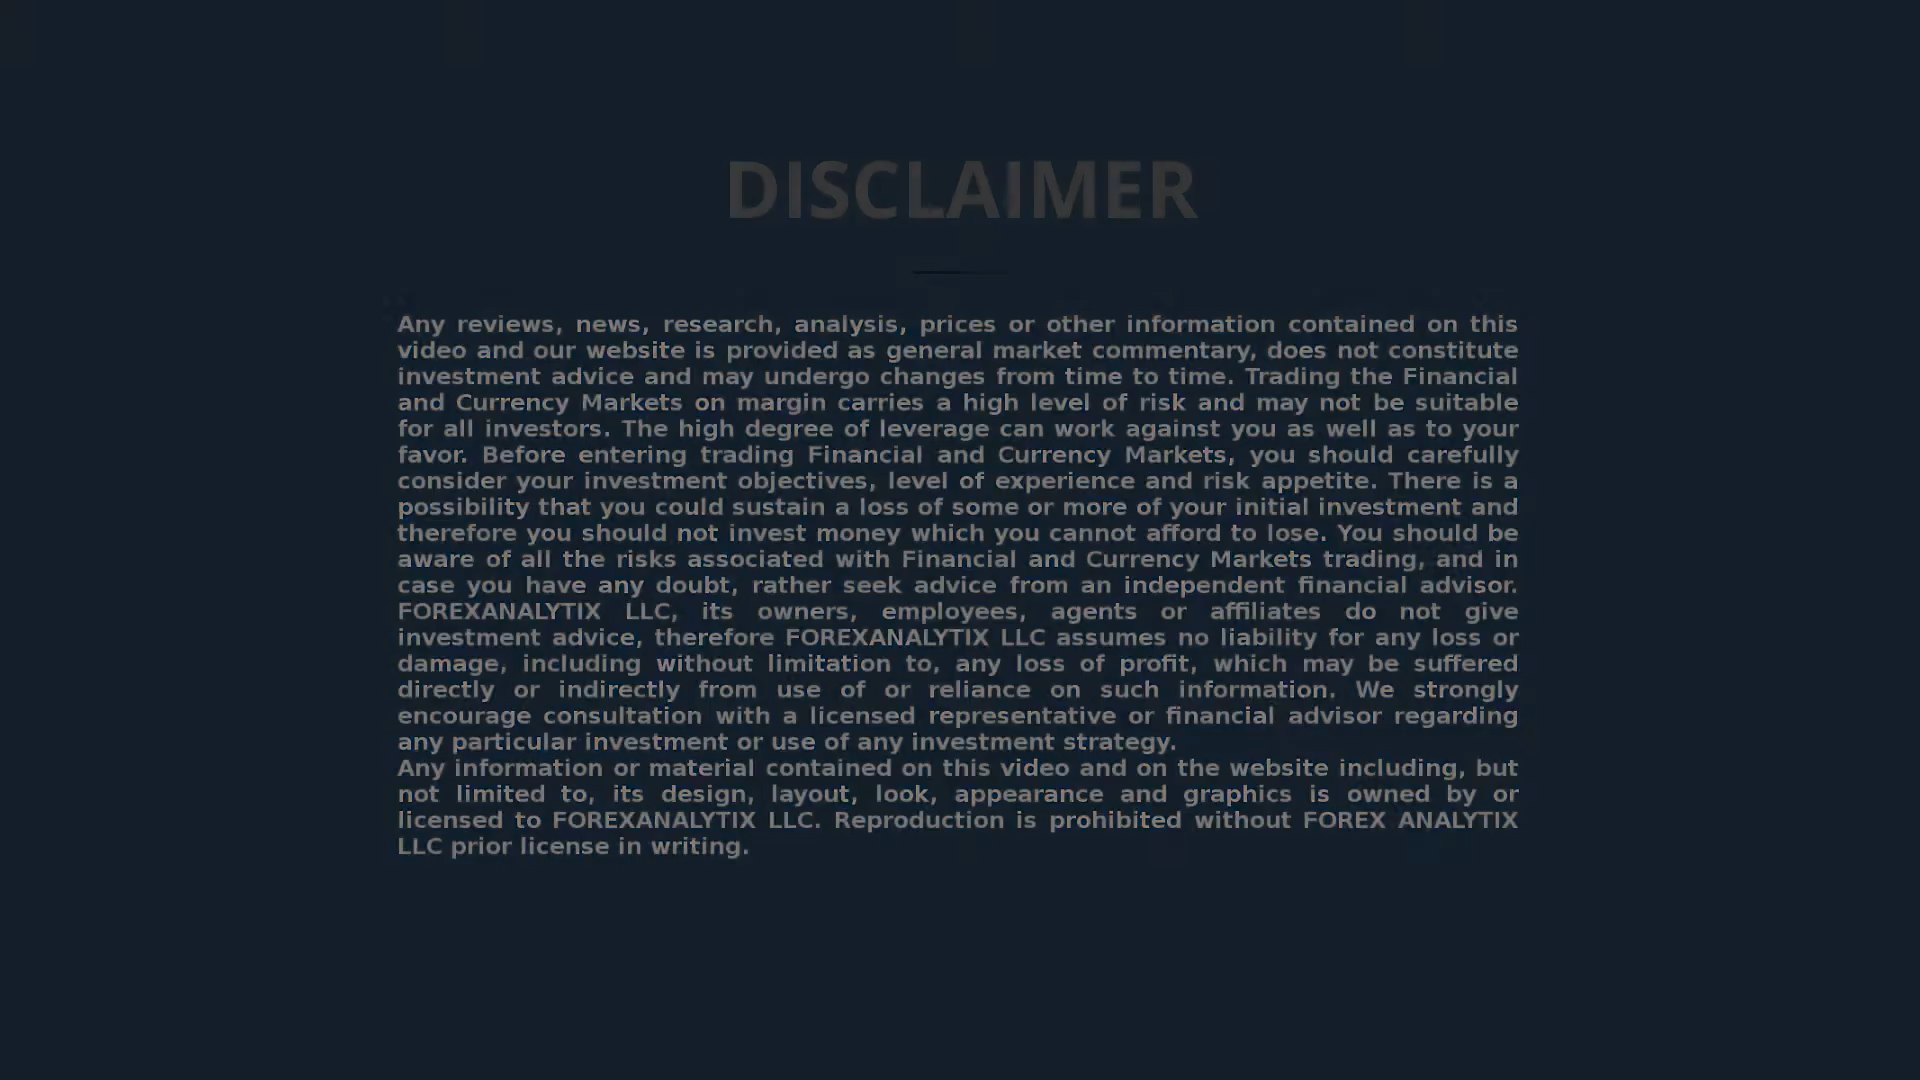 DISCLAIMER
Any reviews, news, research, analysis, prices or other information contained on this
video and our website is provided as general market commentary, does not constitute
investment advice and may undergo changes from time to time. Trading the Financial
and Currency Markets on margin carries a high level of risk and may not be suitable
for all investors. The high degree of leverage can work against you as well as to your
favor. Before entering trading Financial and Currency Markets, you should carefully
consider your investment objectives, level of experience and risk appetite. There is a
possibility that you could sustain a loss of some or more of your initial investment and
therefore you should not invest money which you cannot afford to lose. You should be
aware of all the risks associated with Financial and Currency Markets trading, and in
case you have any doubt, rather seek advice from an independent financial advisor.
FOREXANALYTIX LLC, its owners, employees, agents or affiliates do not give
investment advice, therefore FOREXANALYTIX LLC assumes no liability for any loss or
damage, including without limitation to, any loss of profit, which may be suffered
directly or indirectly from use of or reliance on such information. We strongly
encourage consultation with a licensed representative or financial advisor regarding
any particular investment or use of any investment strategy.
Any information or material contained on this video and on the website including, but
not limited to, its design, layout, look, appearance and graphics is owned by or
licensed to FOREXANALYTIX LLC. Reproduction is prohibited without FOREX ANALYTIX
LLC prior license in writing.